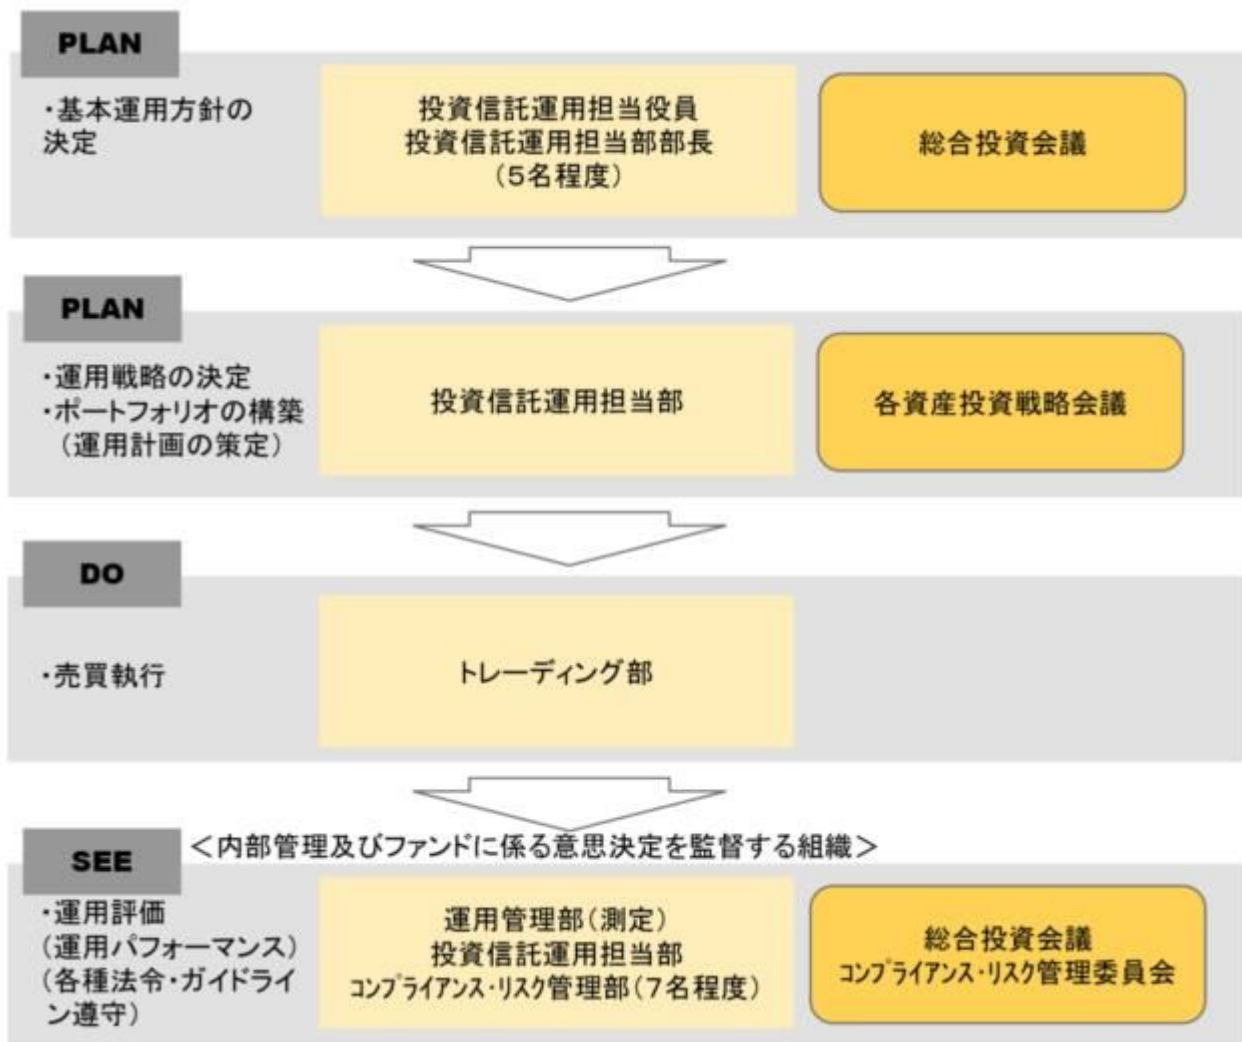 PLAN
・基本運用方針の
決定
投資信託運用担当役員
投資信託運用担当部部長
(5名程度)
総合投資会議
PLAN
・運用戦略の決定
・ポートフォリオの構築
(運用計画の策定)
投資信託運用担当部
各資産投資戦略会議
DO
・売買執行
トレーディング部
SEE
＜内部管理及びファンドに係る意思決定を監督する組織＞
・運用評価
(運用パフォーマンス)
(各種法令・ガイドライ
ン遵守)
運用管理部(測定)
投資信託運用担当部
ｺﾝﾌﾟﾗｲｱﾝｽ・ﾘｽｸ管理部(7名程度)
総合投資会議
ｺﾝﾌﾟﾗｲｱﾝｽ・ﾘｽｸ管理委員会